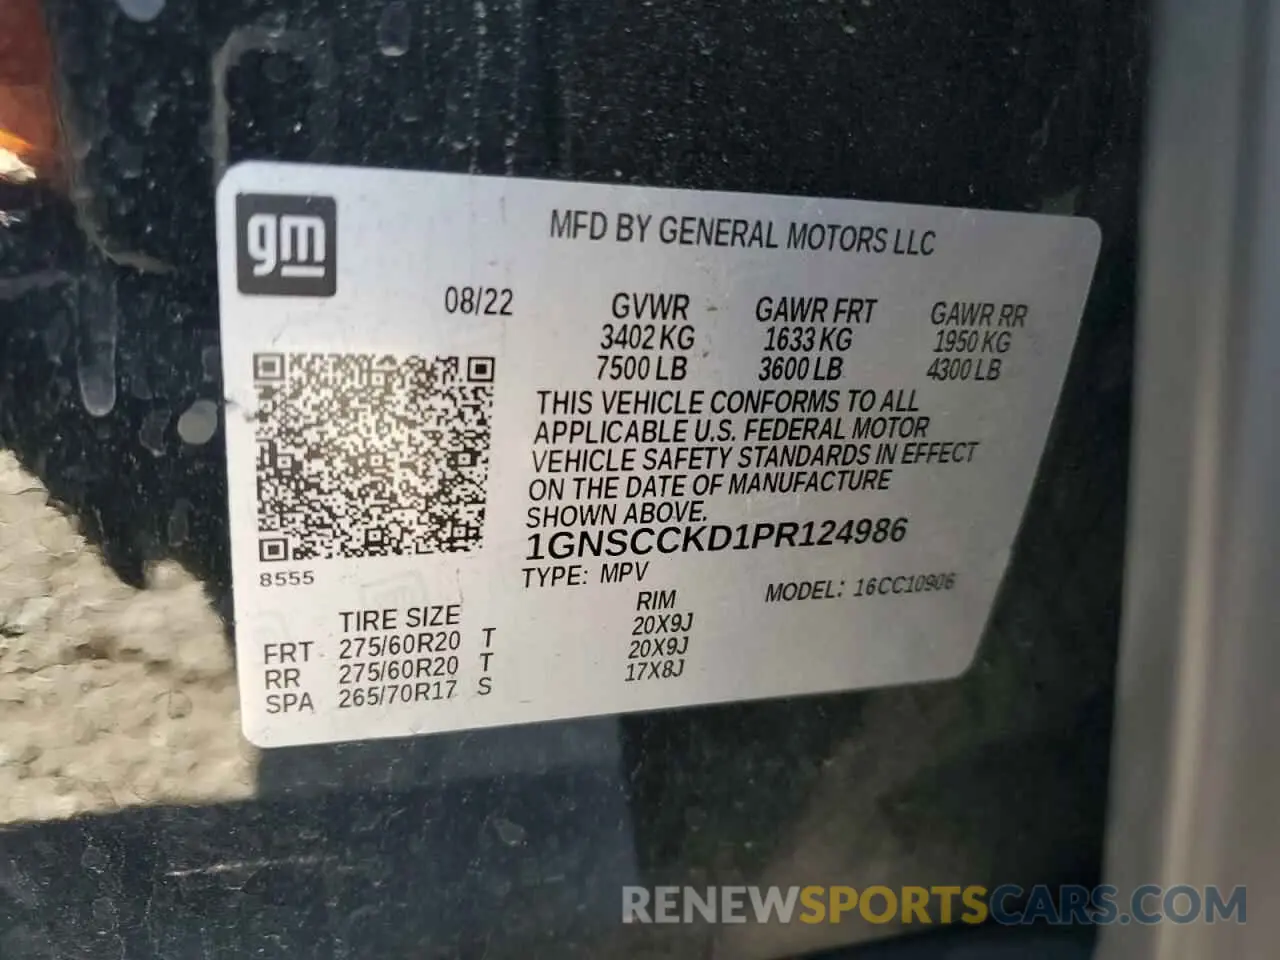 gm
MFD BY GENERAL MOTORS LLC
08/22
GVWR GAWR FRT GAWR RR
3402 KG 1633 KG 1950 KG
7500 LB 3600 LB 4300 LB
THIS VEHICLE CONFORMS TO ALL
APPLICABLE U.S. FEDERAL MOTOR
VEHICLE SAFETY STANDARDS IN EFFECT
ON THE DATE OF MANUFACTURE
SHOWN ABOVE.
1GNSCCKD1PR124986
8555
TYPE: MPV MODEL: 16CC10906
TIRE SIZE RIM
FRT 275/60R20 T 20X9J
RR 275/60R20 T 20X9J
SPA 265/70R17 S 17X8J
RENEWSPORTSCARS.COM